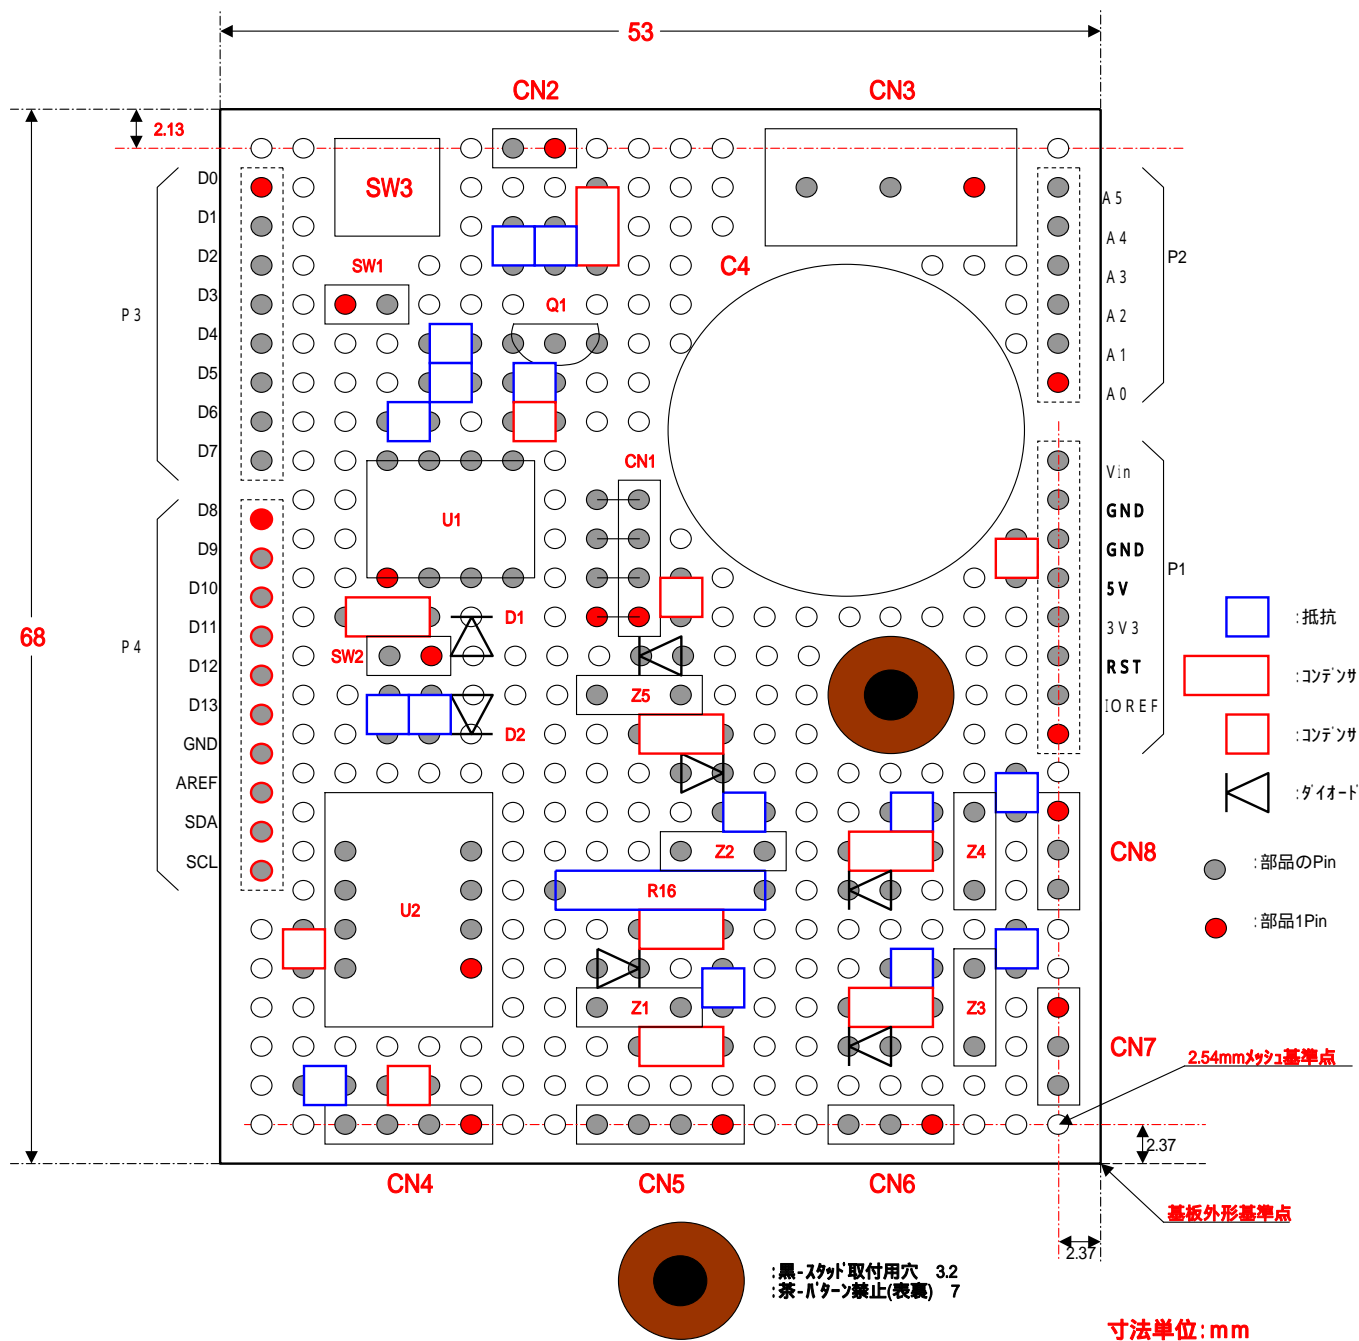 53
CN2
CN3
2.13
D0
SW3
A5
D1
A4
P2
D2
SW1
C4
A3
D3
Q1
A2
P3
D4
A1
D5
A0
D6
D7
CN1
Vin
D8
U1
GND
D9
GND
P1
D10
5V
D11
D1
3V3
:抵抗
68
P4
SW2
D12
RST
Z5
:コンデンサ
D13
IOREF
GND
D2
:コンデンサ
AREF
:ダイオード
SDA
SCL
Z2
Z4
CN8
:部品のPin
R16
U2
:部品1Pin
Z1
Z3
CN7
2.54mmメッシュ基準点
2.37
CN4
CN5
CN6
基板外形基準点
2.37
:黒-スタッド取付用穴 3.2
:茶-パターン禁止(表裏) 7
寸法単位:mm